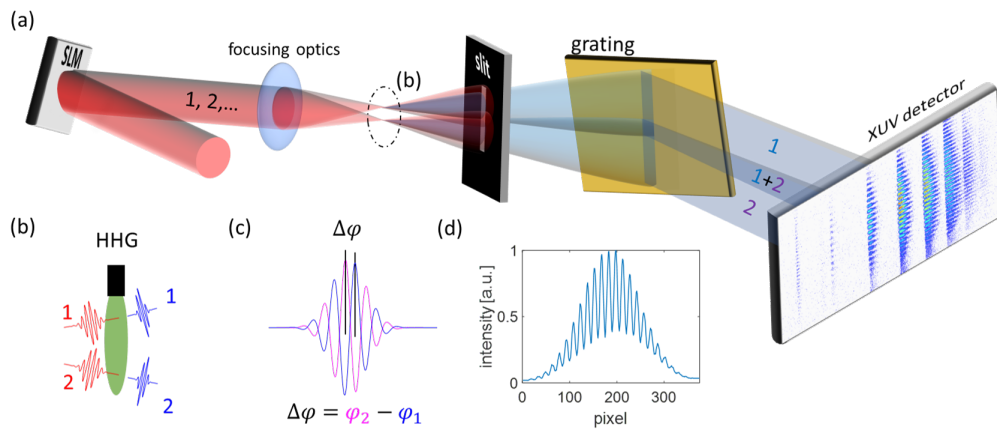 (a)
SLM
focusing optics
1, 2,...
(b)
slit
grating
XUV detector
1
1+2
2
(b)
HHG
1
1
2
2
(c)
Δφ
Δφ = φ₂ − φ₁
(d)
intensity [a.u.]
1
0.5
0
0 100 200 300
pixel